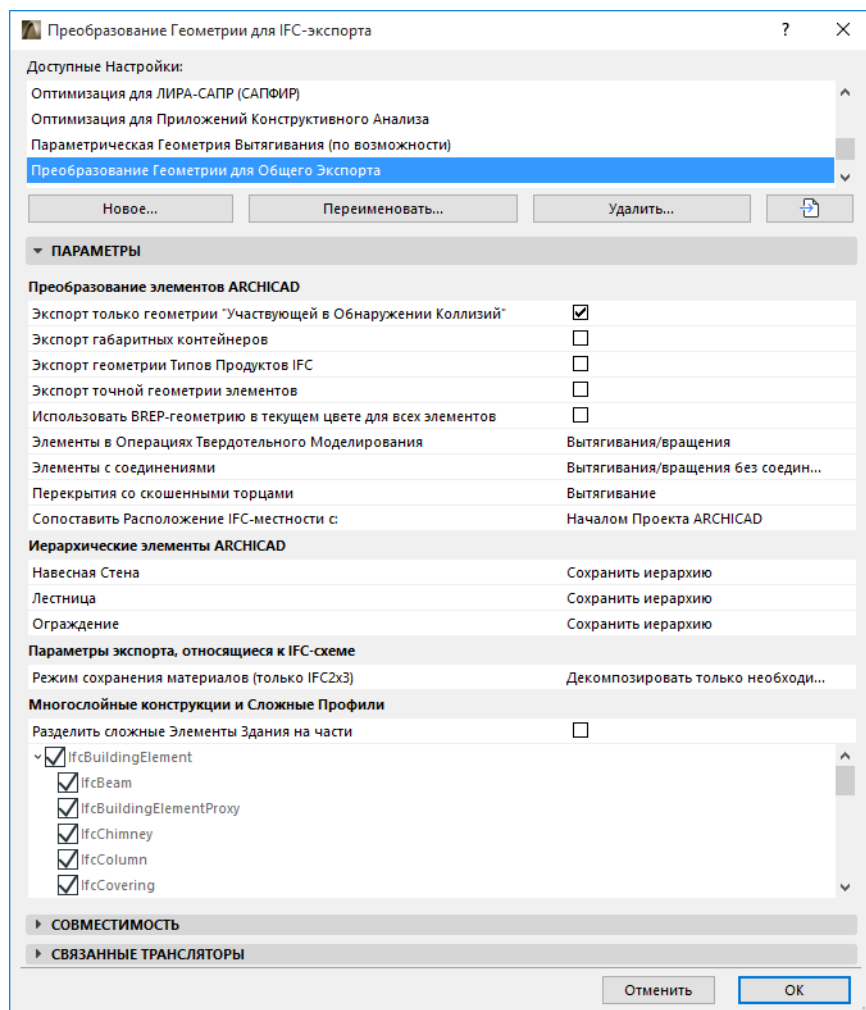 Преобразование Геометрии для IFC-экспорта ?
Доступные Настройки:
Оптимизация для ЛИРА-САПР (САПФИР)
Оптимизация для Приложений Конструктивного Анализа
Параметрическая Геометрия Вытягивания (по возможности)
Преобразование Геометрии для Общего Экспорта
Новое... Переименовать... Удалить...
ПАРАМЕТРЫ
Преобразование элементов ARCHICAD
Экспорт только геометрии "Участвующей в Обнаружении Коллизий"
Экспорт габаритных контейнеров
Экспорт геометрии Типов Продуктов IFC
Экспорт точной геометрии элементов
Использовать BREP-геометрию в текущем цвете для всех элементов
Элементы в Операциях Твердотельного Моделирования Вытягивания/вращения
Элементы с соединениями Вытягивания/вращения без соедин...
Перекрытия со скошенными торцами Вытягивание
Сопоставить Расположение IFC-местности с: Началом Проекта ARCHICAD
Иерархические элементы ARCHICAD
Навесная Стена Сохранить иерархию
Лестница Сохранить иерархию
Ограждение Сохранить иерархию
Параметры экспорта, относящиеся к IFC-схеме
Режим сохранения материалов (только IFC2x3) Декомпозировать только необходи...
Многослойные конструкции и Сложные Профили
Разделить сложные Элементы Здания на части
IfcBuildingElement
IfcBeam
IfcBuildingElementProxy
IfcChimney
IfcColumn
IfcCovering
СОВМЕСТИМОСТЬ
СВЯЗАННЫЕ ТРАНСЛЯТОРЫ
Отменить OK